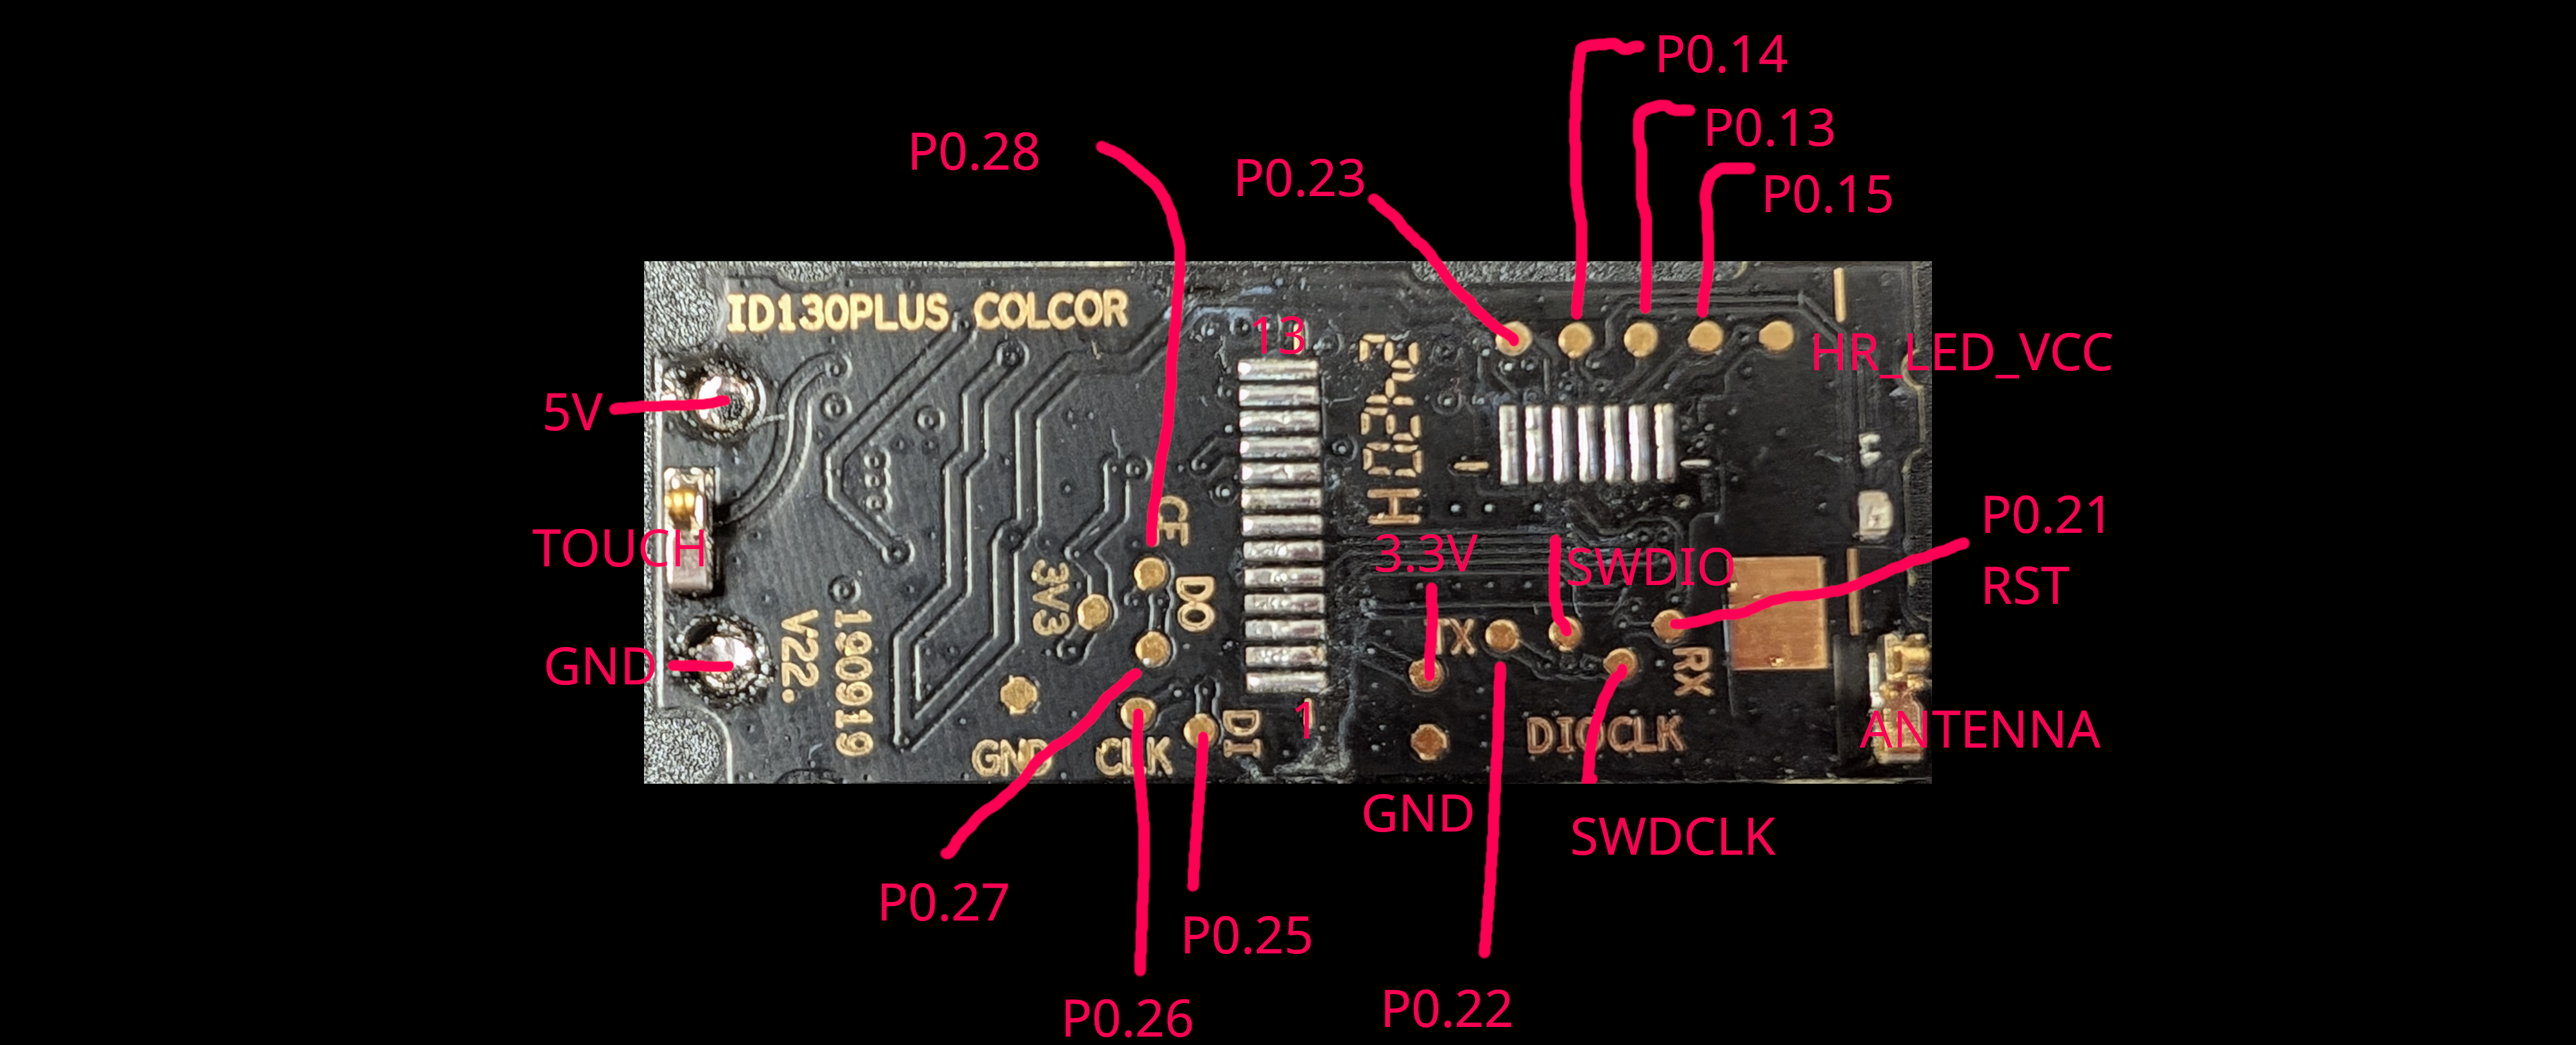 P0.14
P0.13
P0.28
P0.23
P0.15
ID130PLUS COLCOR
13
HR_LED_VCC
5V
H02423
CE
P0.21
RST
TOUCH
3.3V
SWDIO
3V3
DO
GND
V22.
190919
TX
RX
1
ANTENNA
GND
CLK
DI
DIO
CLK
GND
SWDCLK
P0.27
P0.25
P0.22
P0.26